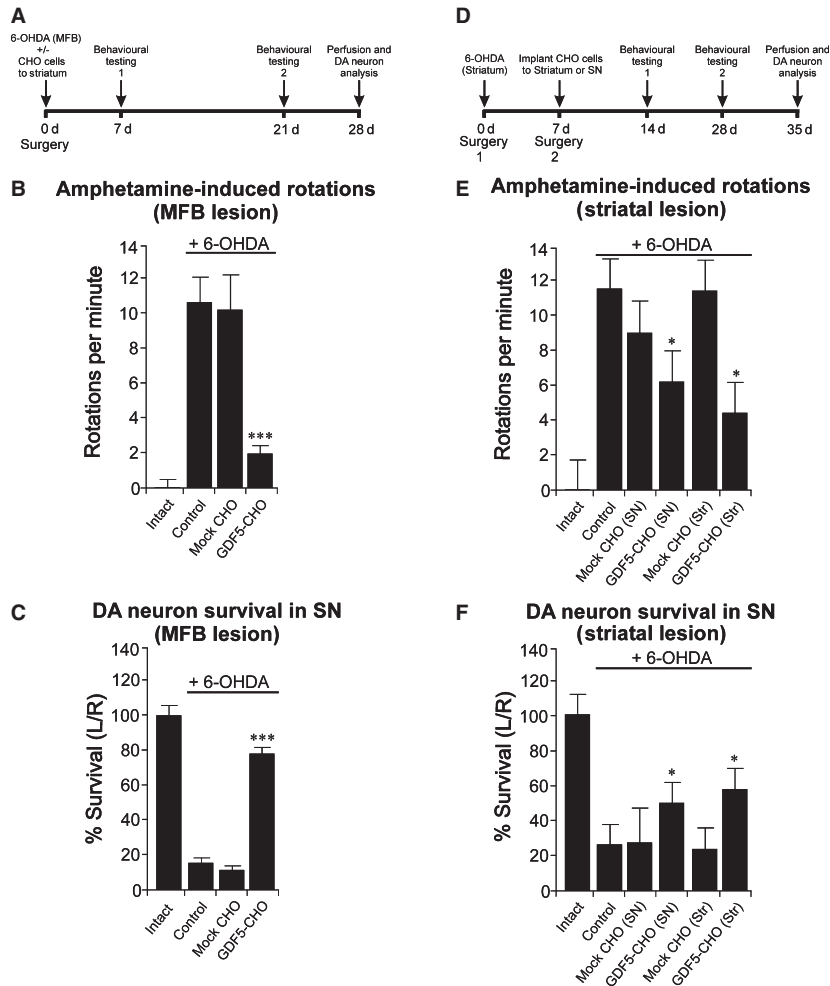 A
6-OHDA (MFB)
+/-
CHO cells
to striatum
Behavioural
testing
1
Behavioural
testing
2
Perfusion and
DA neuron
analysis
0 d
7 d
21 d
28 d
Surgery
B
Amphetamine-induced rotations
(MFB lesion)
+ 6-OHDA
Rotations per minute
14
12
10
8
6
4
2
0
***
Intact
Control
Mock CHO
GDF5-CHO
C
DA neuron survival in SN
(MFB lesion)
+ 6-OHDA
% Survival (L/R)
140
120
100
80
60
40
20
0
***
Intact
Control
Mock CHO
GDF5-CHO
D
6-OHDA
(Striatum)
Implant CHO cells
to Striatum or SN
Behavioural
testing
1
Behavioural
testing
2
Perfusion and
DA neuron
analysis
0 d
7 d
14 d
28 d
35 d
Surgery
1
Surgery
2
E
Amphetamine-induced rotations
(striatal lesion)
+ 6-OHDA
Rotations per minute
14
12
10
8
6
4
2
0
*
*
Intact
Control
Mock CHO (SN)
GDF5-CHO (SN)
Mock CHO (Str)
GDF5-CHO (Str)
F
DA neuron survival in SN
(striatal lesion)
+ 6-OHDA
% Survival (L/R)
140
120
100
80
60
40
20
0
*
*
Intact
Control
Mock CHO (SN)
GDF5-CHO (SN)
Mock CHO (Str)
GDF5-CHO (Str)